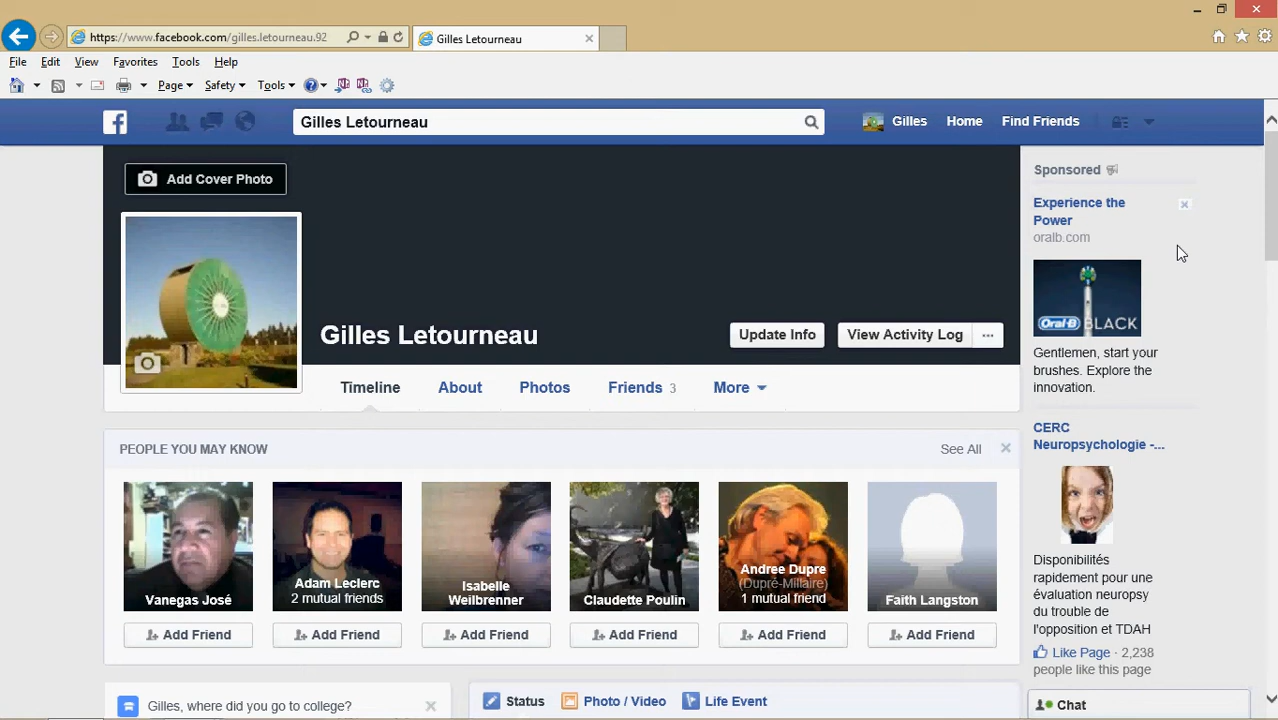 https://www.facebook.com/gilles.letourneau.92
Gilles Letourneau
File Edit View Favorites Tools Help
Page Safety Tools
Gilles Letourneau
Gilles Home Find Friends
Add Cover Photo
Gilles Letourneau
Update Info View Activity Log ...
Timeline About Photos Friends 3 More
PEOPLE YOU MAY KNOW See All
Vanegas José
Add Friend
Adam Leclerc
2 mutual friends
Add Friend
Isabelle
Weilbrenner
Add Friend
Claudette Poulin
Add Friend
Andree Dupre
(Dupré-Millaire)
1 mutual friend
Add Friend
Faith Langston
Add Friend
Gilles, where did you go to college?
Status Photo / Video Life Event
Sponsored
Experience the
Power
oralb.com
Oral-B BLACK
Gentlemen, start your
brushes. Explore the
innovation.
CERC
Neuropsychologie -...
Disponibilités
rapidement pour une
évaluation neuropsy
du trouble de
l'opposition et TDAH
Like Page · 2,238
people like this page
Chat